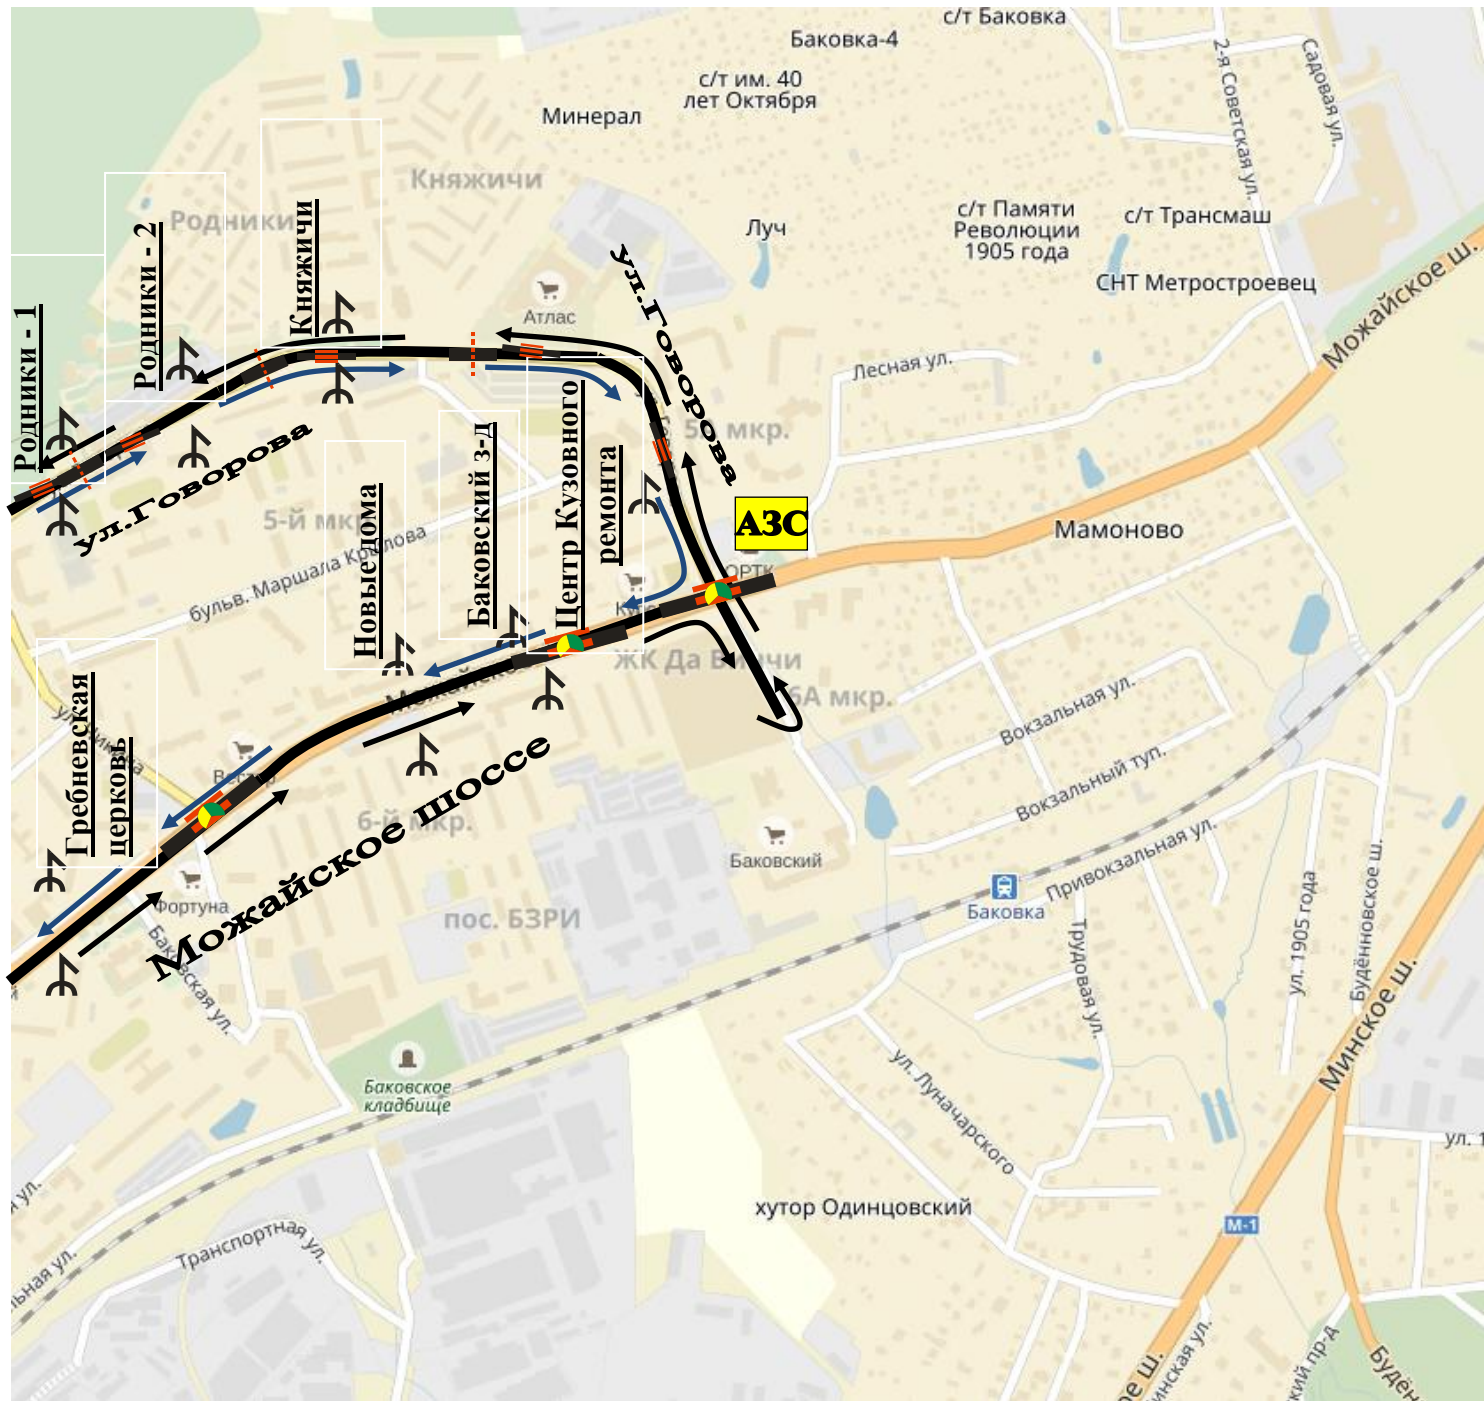 с/т Баковка
Баковка-4
с/т им. 40
лет Октября
Минерал
2-я Советская ул.
Садовая ул.
Княжичи
Родники
Луч
с/т Памяти
Революции
1905 года
с/т Трансмаш
СНТ Метростроевец
Можайское ш.
Родники - 1
Родники - 2
Княжичи
Атлас
ул.Говорова
Лесная ул.
мкр.
ул.Говорова
5-й мкр.
бульв. Маршала Крылова
Новые дома
Баковский з-д
Центр Кузовного
ремонта
АЗС
ОРТК
Мамоново
ЖК Да Винчи
6А мкр.
Гребневская
церковь
Можайское шоссе
6-й мкр.
Вокзальная ул.
Вокзальный туп.
Привокзальная ул.
Баковский
Баковка
Фортуна
Баковская ул.
пос. БЗРИ
Трудовая ул.
ул. 1905 года
Будённовское ш.
Минское ш.
Баковское
кладбище
ул. Луначарского
хутор Одинцовский
М-1
Транспортная ул.